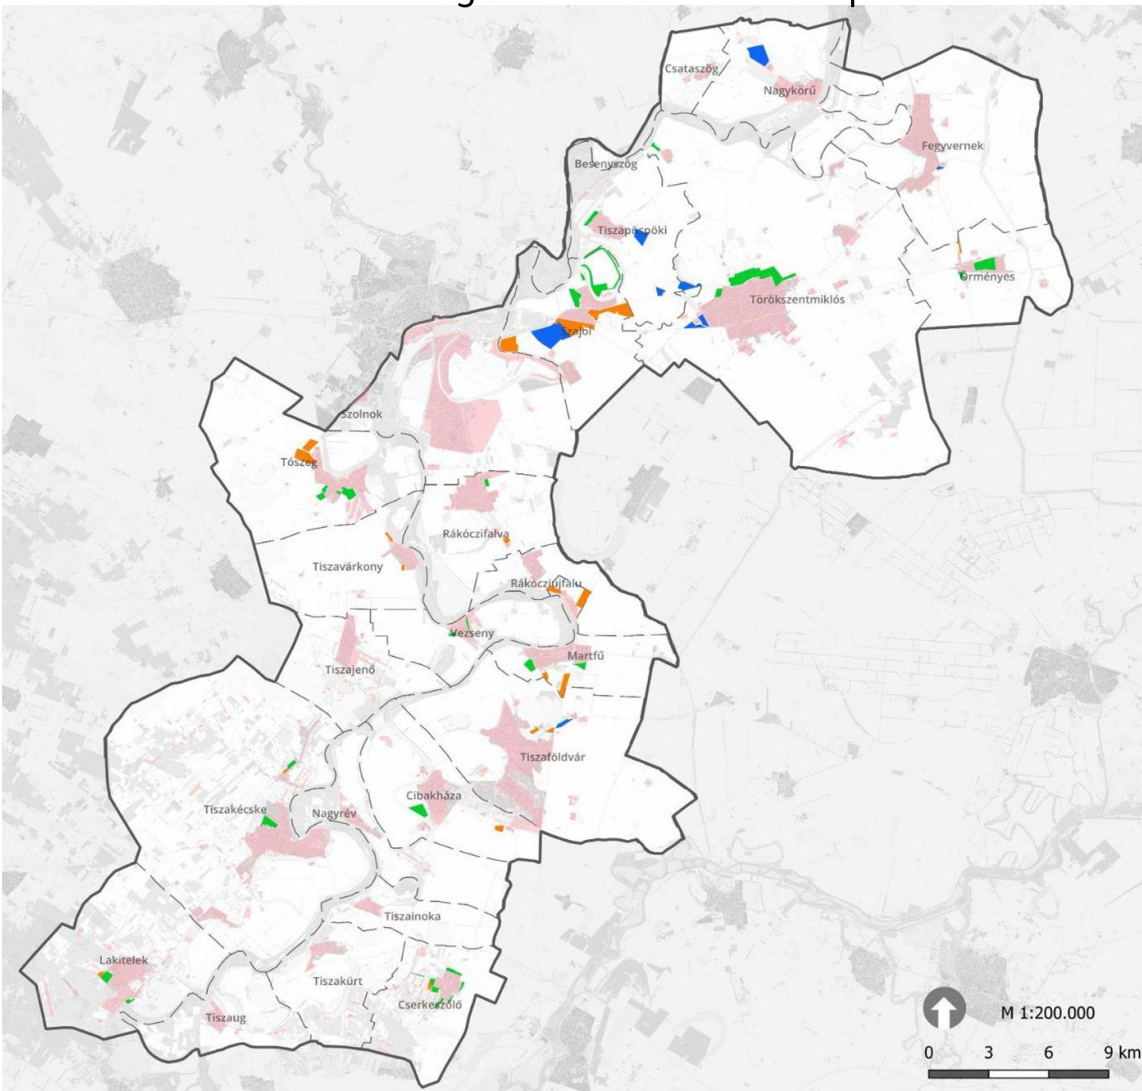 Csataszög
Nagykörű
Fegyvernek
Besenyszög
Tiszapüspöki
Örményes
Törökszentmiklós
Szajol
Szolnok
Tószeg
Rákóczifalva
Tiszavárkony
Rákócziújfalu
Vezseny
Martfű
Tiszajenő
Tiszaföldvár
Cibakháza
Tiszakécske
Nagyrév
Tiszainoka
Lakitelek
Tiszakürt
Cserkeszőlő
Tiszaug
M 1:200.000
0 3 6 9 km